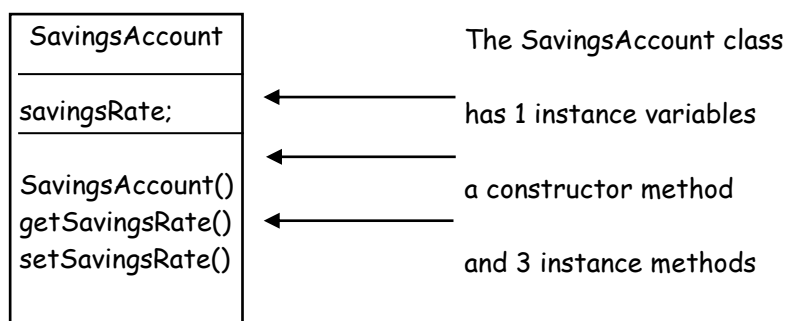 SavingsAccount
savingsRate;
SavingsAccount()
getSavingsRate()
setSavingsRate()
The SavingsAccount class
has 1 instance variables
a constructor method
and 3 instance methods